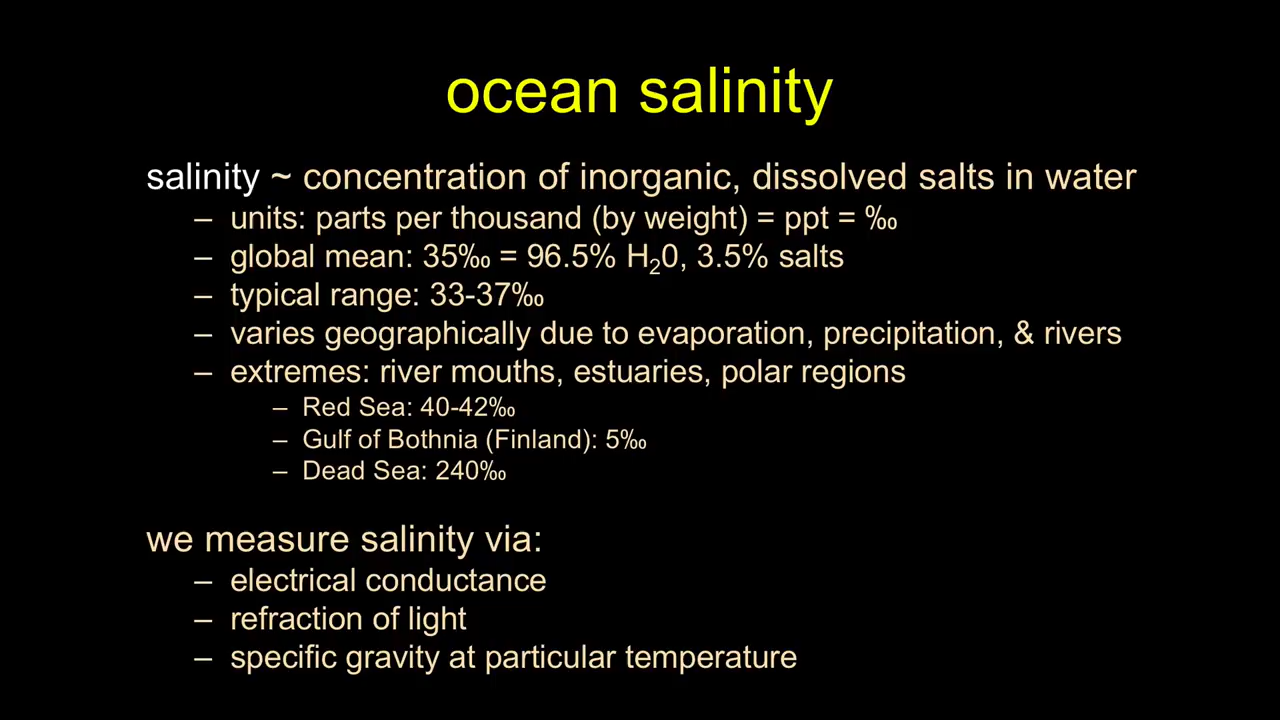 ocean salinity
salinity ~ concentration of inorganic, dissolved salts in water
– units: parts per thousand (by weight) = ppt = ‰
– global mean: 35‰ = 96.5% H₂0, 3.5% salts
– typical range: 33-37‰
– varies geographically due to evaporation, precipitation, & rivers
– extremes: river mouths, estuaries, polar regions
– Red Sea: 40-42‰
– Gulf of Bothnia (Finland): 5‰
– Dead Sea: 240‰
we measure salinity via:
– electrical conductance
– refraction of light
– specific gravity at particular temperature